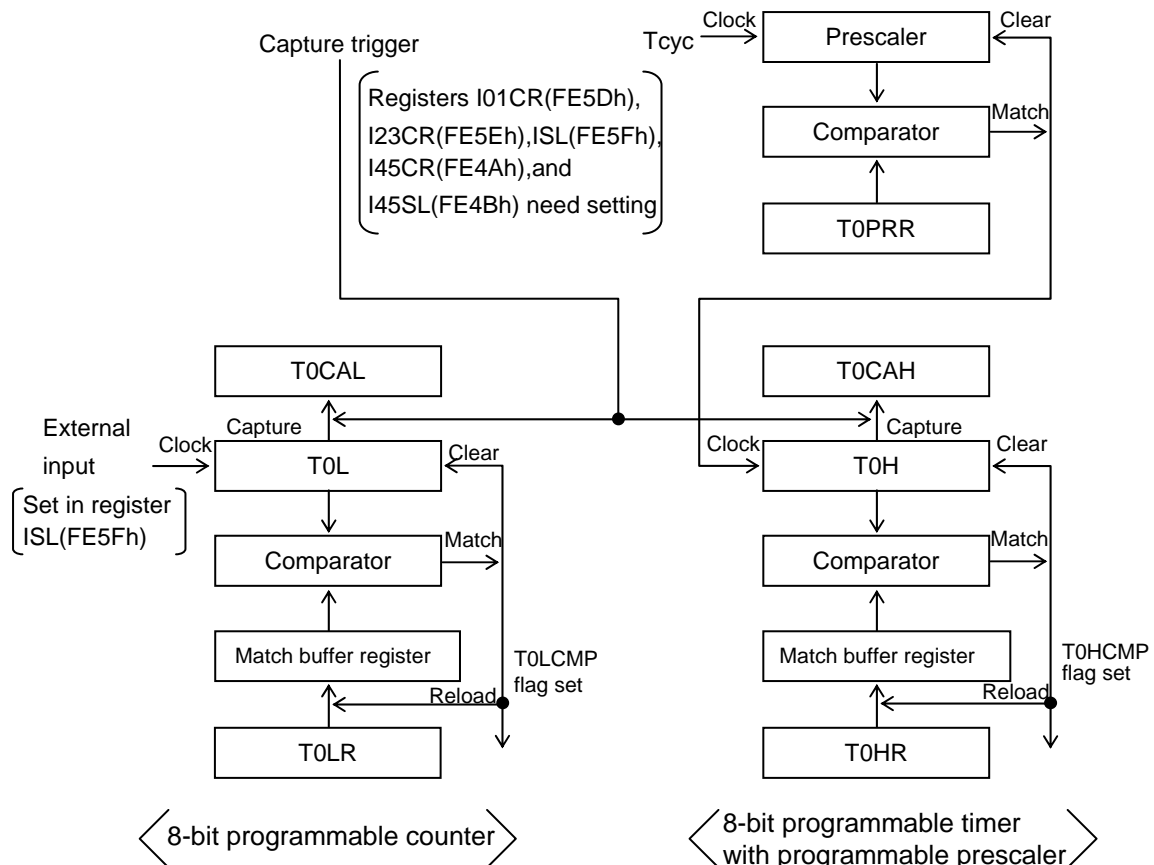 Capture trigger
Registers I01CR(FE5Dh),
I23CR(FE5Eh),ISL(FE5Fh),
I45CR(FE4Ah),and
I45SL(FE4Bh) need setting
Tcyc
Clock
Prescaler
Clear
Comparator
Match
T0PRR
T0CAL
Capture
External
input
Set in register
ISL(FE5Fh)
Clock
T0L
Clear
Comparator
Match
Match buffer register
T0LCMP
flag set
Reload
T0LR
8-bit programmable counter
T0CAH
Capture
Clock
T0H
Clear
Comparator
Match
Match buffer register
T0HCMP
flag set
Reload
T0HR
8-bit programmable timer
with programmable prescaler